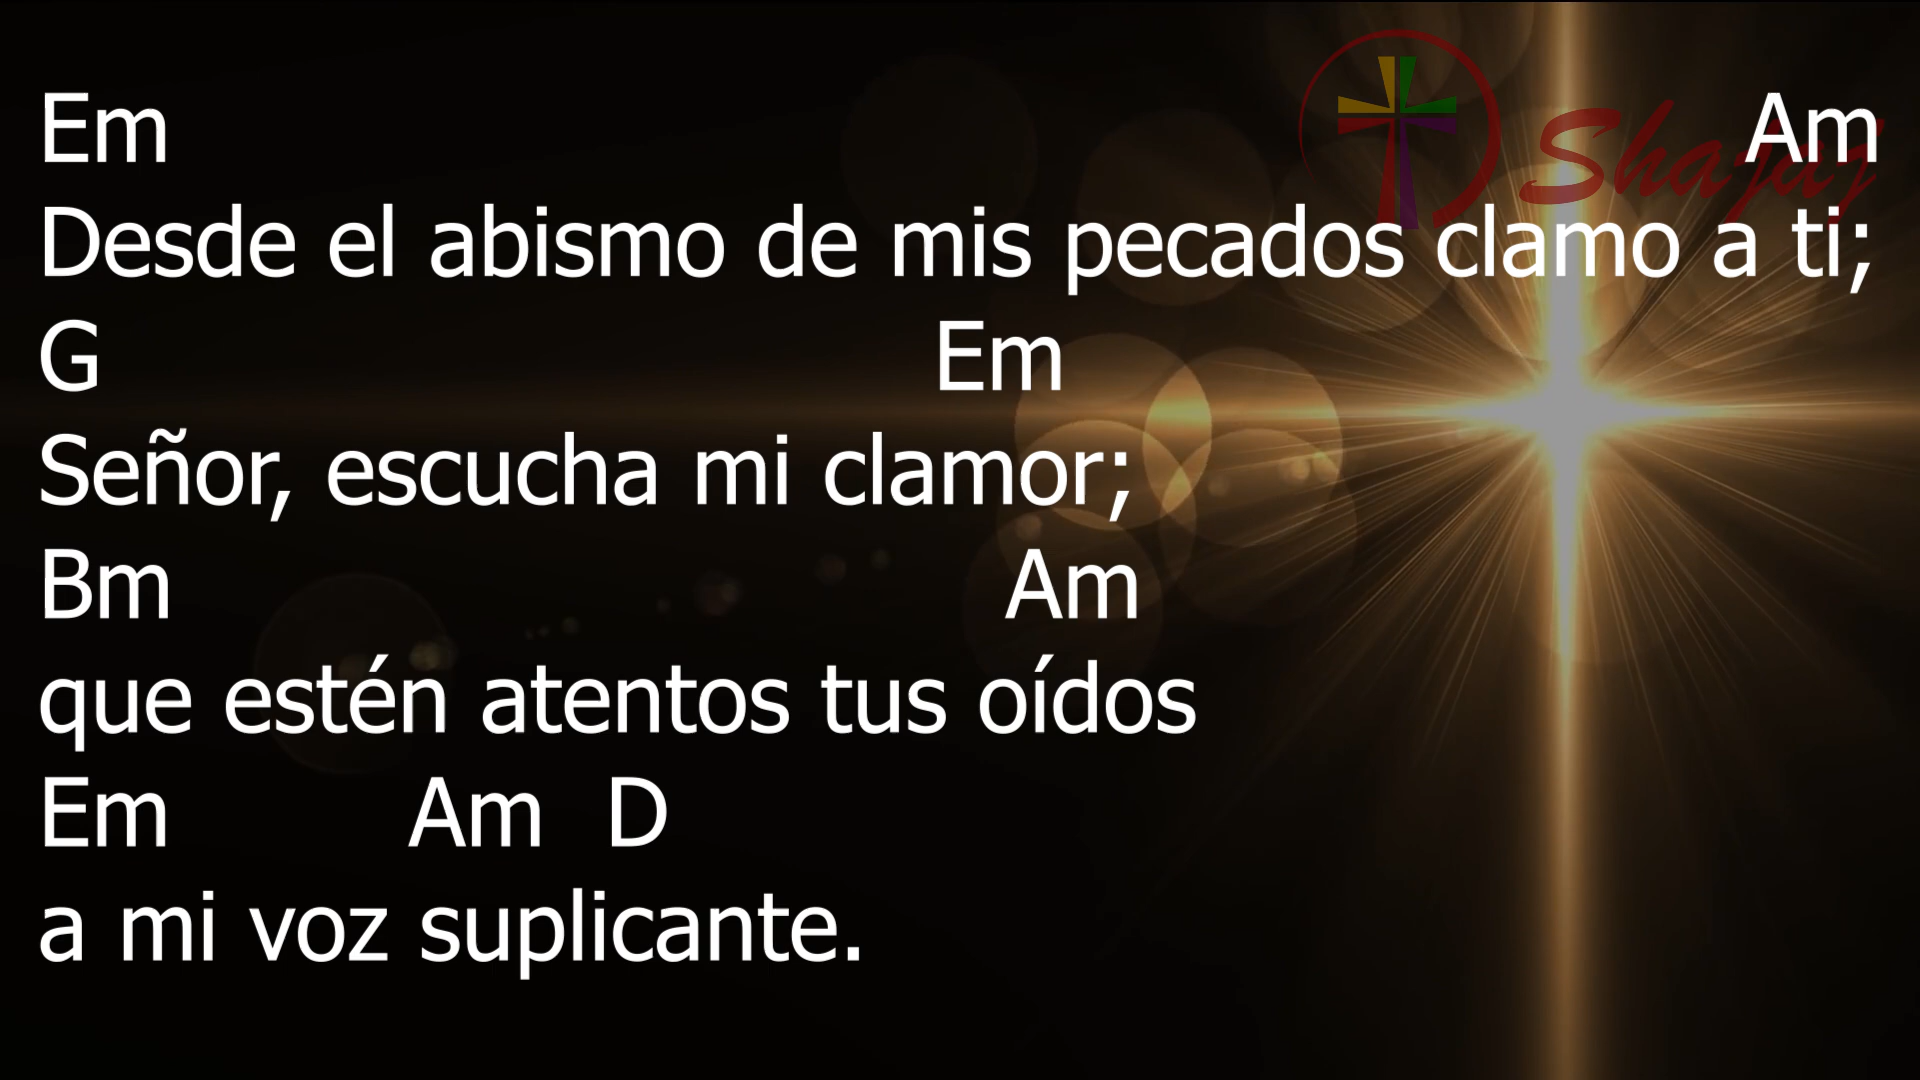 Em Am
Shajaj
Desde el abismo de mis pecados clamo a ti;
G Em
Señor, escucha mi clamor;
Bm Am
que estén atentos tus oídos
Em Am D
a mi voz suplicante.